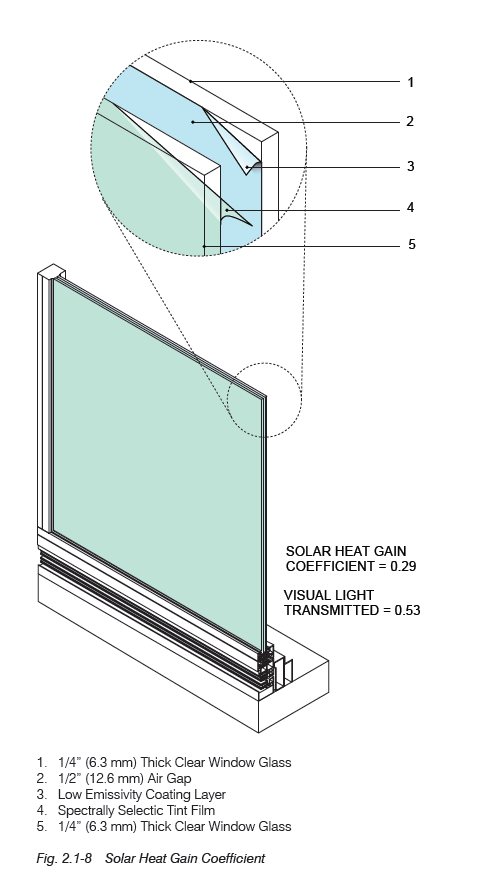 1
2
3
4
5
SOLAR HEAT GAIN
COEFFICIENT = 0.29
VISUAL LIGHT
TRANSMITTED = 0.53
1. 1/4” (6.3 mm) Thick Clear Window Glass
2. 1/2” (12.6 mm) Air Gap
3. Low Emissivity Coating Layer
4. Spectrally Selectic Tint Film
5. 1/4” (6.3 mm) Thick Clear Window Glass
Fig. 2.1-8 Solar Heat Gain Coefficient